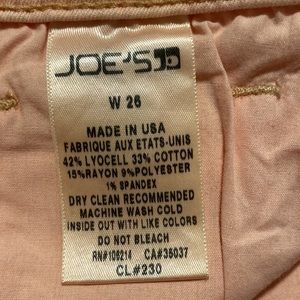 JOE'S
W 26
MADE IN USA
FABRIQUE AUX ETATS-UNIS
42% LYOCELL 33% COTTON
15%RAYON 9%POLYESTER
1% SPANDEX
DRY CLEAN RECOMMENDED
MACHINE WASH COLD
INSIDE OUT WITH LIKE COLORS
DO NOT BLEACH
RN#106214 CA#35037
CL#230